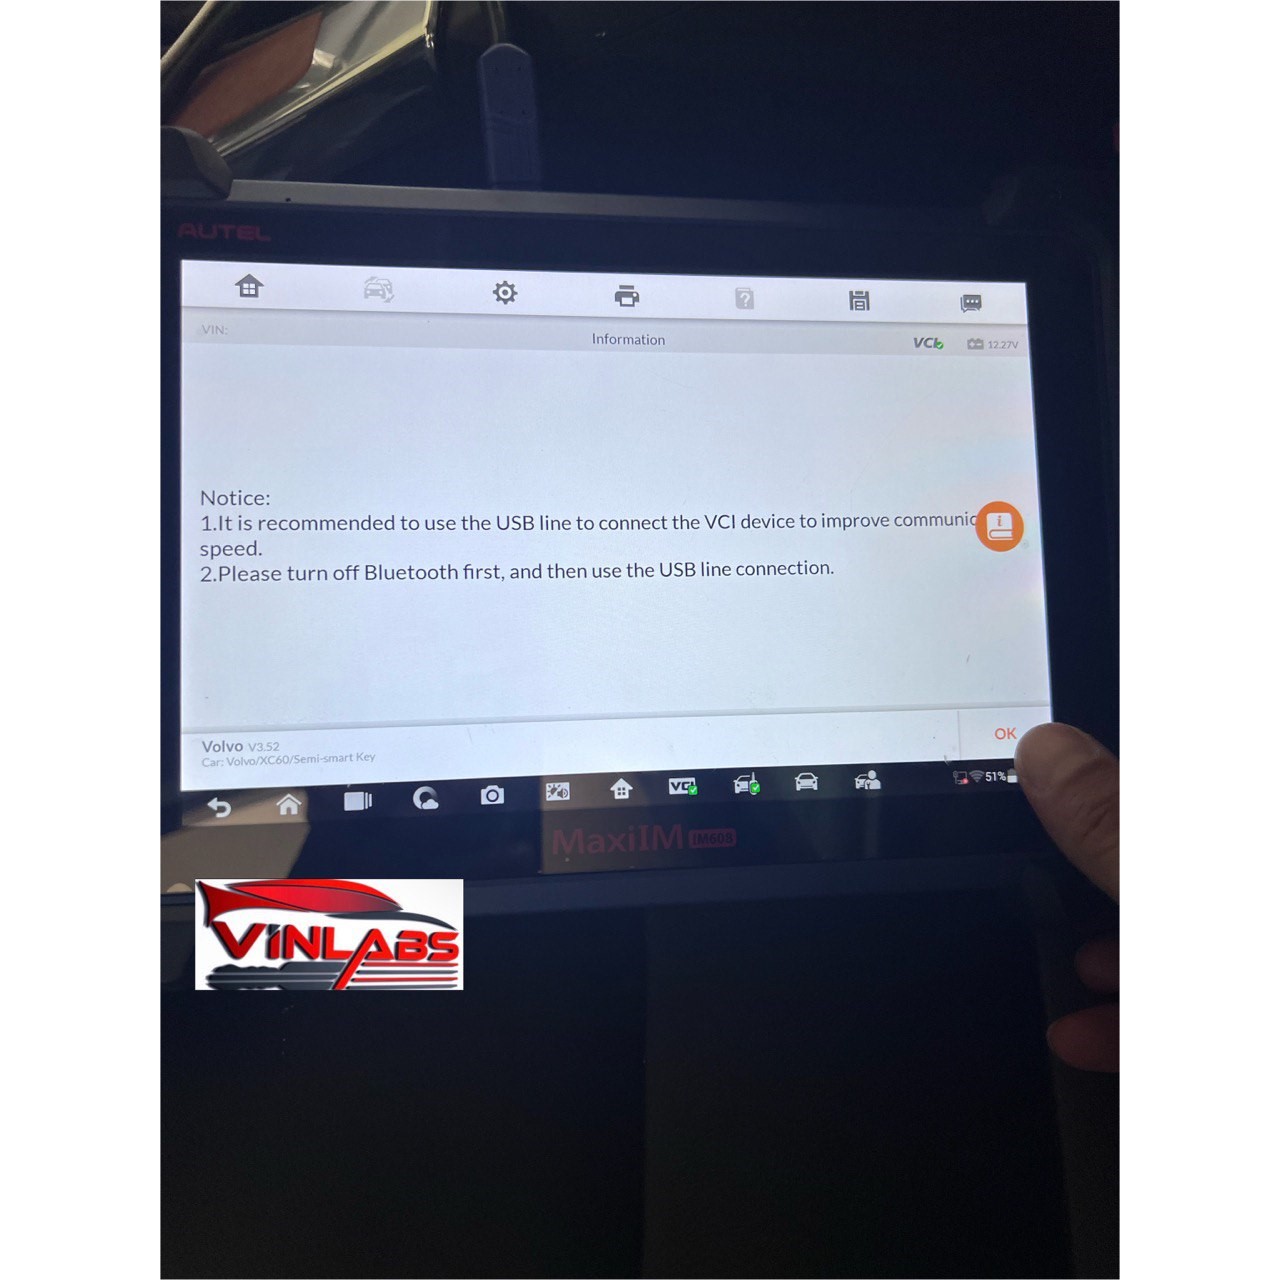 AUTEL
VIN:
Information
VCI
12.27V
Notice:
1.It is recommended to use the USB line to connect the VCI device to improve
speed.
2.Please turn off Bluetooth first, and then use the USB line connection.
Volvo V3.52
Car: Volvo/XC60/Semi-smart Key
OK
VCI
51%
MaxiIM IM608
VINLABS